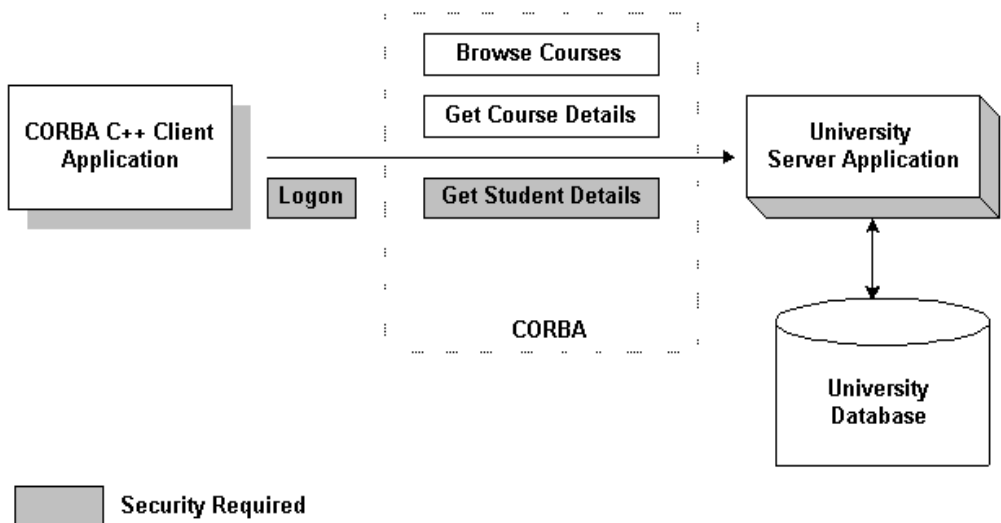 Browse Courses
CORBA C++ Client
Application
Get Course Details
University
Server Application
Logon
Get Student Details
CORBA
University
Database
Security Required